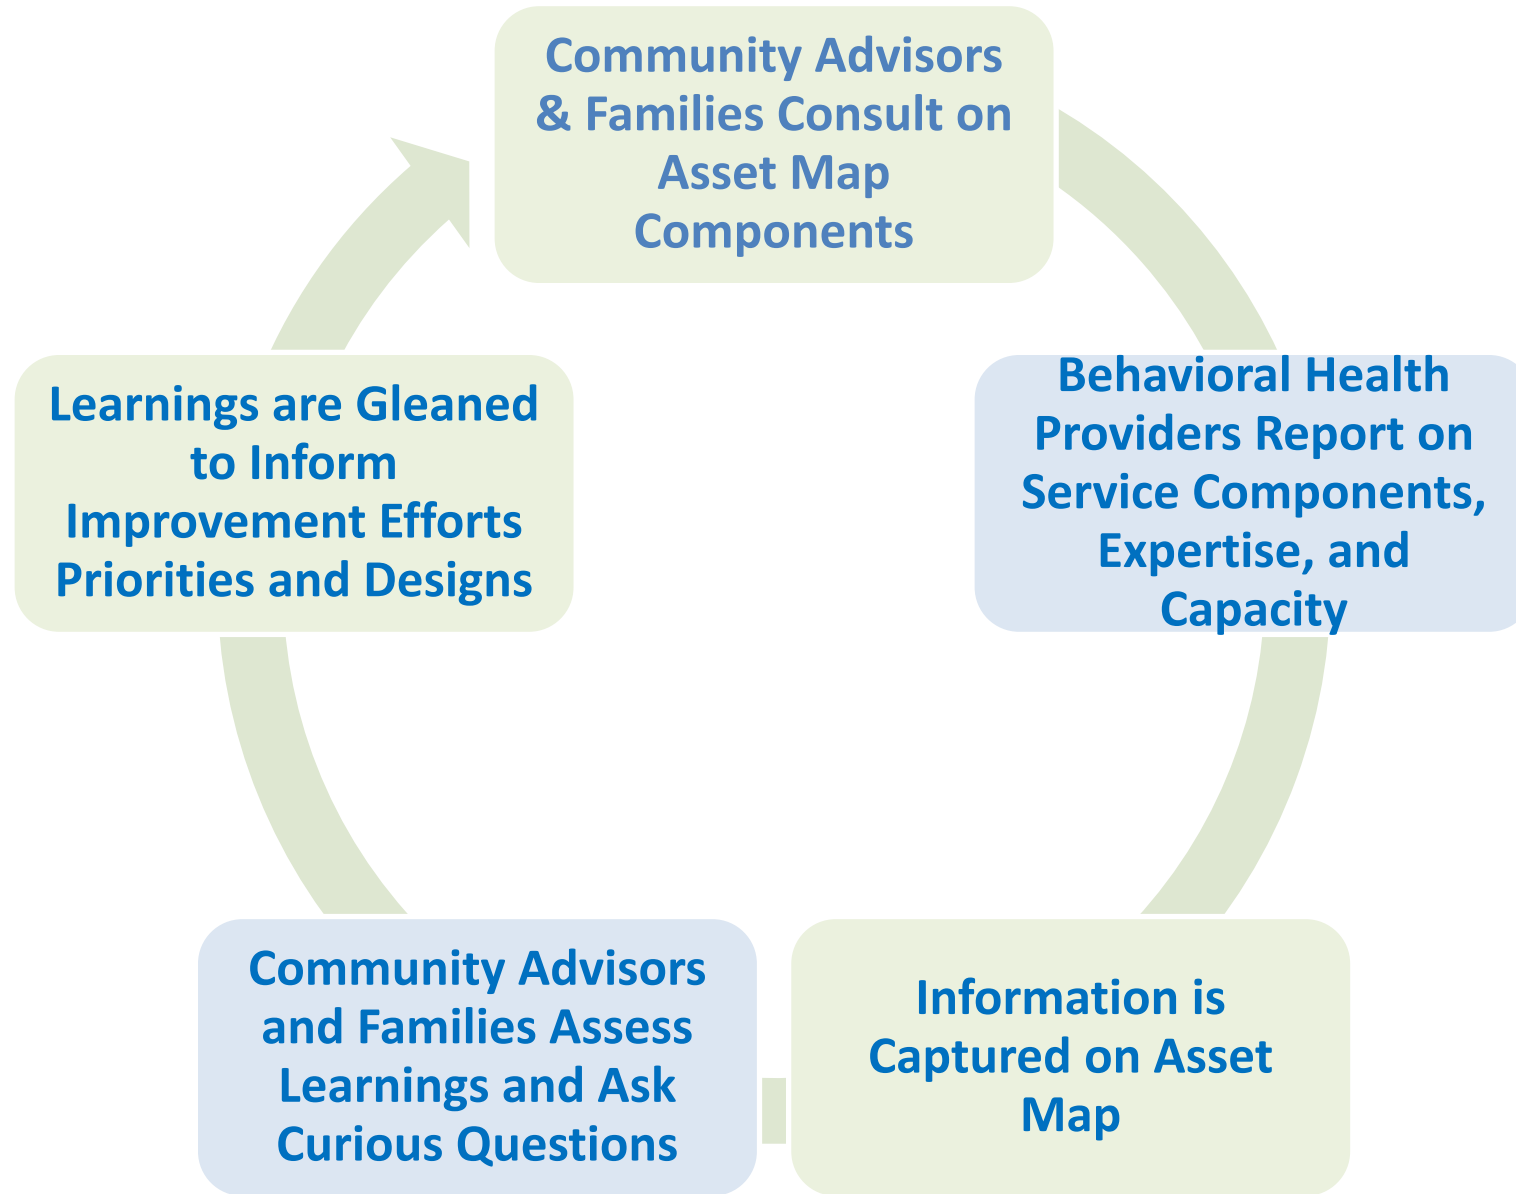 Community Advisors
& Families Consult on
Asset Map
Components
Behavioral Health
Providers Report on
Service Components,
Expertise, and
Capacity
Information is
Captured on Asset
Map
Community Advisors
and Families Assess
Learnings and Ask
Curious Questions
Learnings are Gleaned
to Inform
Improvement Efforts
Priorities and Designs